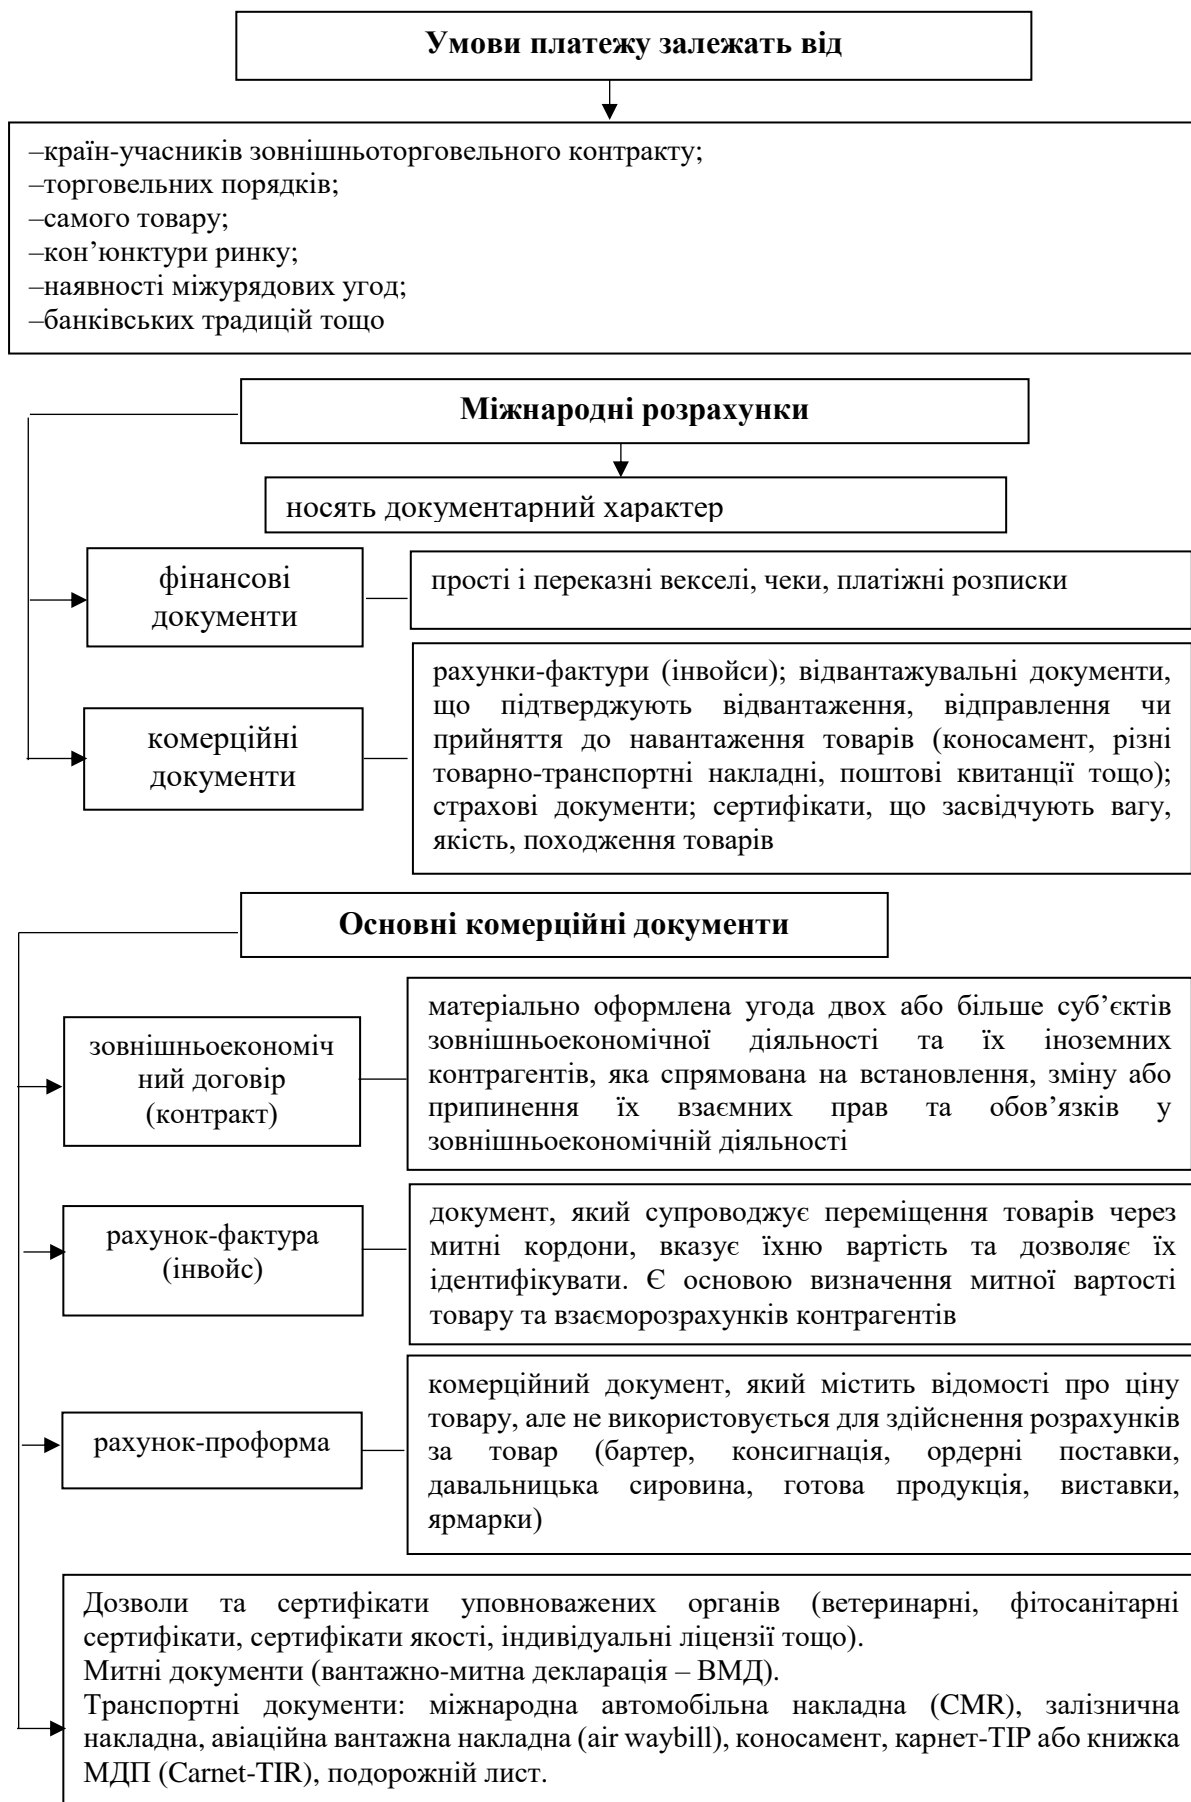 Умови платежу залежать від
–країн-учасників зовнішньоторговельного контракту;
–торговельних порядків;
–самого товару;
–кон’юнктури ринку;
–наявності міжурядових угод;
–банківських традицій тощо
Міжнародні розрахунки
носять документарний характер
фінансові
документи
прості і переказні векселі, чеки, платіжні розписки
комерційні
документи
рахунки-фактури (інвойси); відвантажувальні документи,
що підтверджують відвантаження, відправлення чи
прийняття до навантаження товарів (коносамент, різні
товарно-транспортні накладні, поштові квитанції тощо);
страхові документи; сертифікати, що засвідчують вагу,
якість, походження товарів
Основні комерційні документи
зовнішньоекономіч
ний договір
(контракт)
матеріально оформлена угода двох або більше суб’єктів
зовнішньоекономічної діяльності та їх іноземних
контрагентів, яка спрямована на встановлення, зміну або
припинення їх взаємних прав та обов’язків у
зовнішньоекономічній діяльності
рахунок-фактура
(інвойс)
документ, який супроводжує переміщення товарів через
митні кордони, вказує їхню вартість та дозволяє їх
ідентифікувати. Є основою визначення митної вартості
товару та взаєморозрахунків контрагентів
рахунок-проформа
комерційний документ, який містить відомості про ціну
товару, але не використовується для здійснення розрахунків
за товар (бартер, консигнація, ордерні поставки,
давальницька сировина, готова продукція, виставки,
ярмарки)
Дозволи та сертифікати уповноважених органів (ветеринарні, фітосанітарні
сертифікати, сертифікати якості, індивідуальні ліцензії тощо).
Митні документи (вантажно-митна декларація – ВМД).
Транспортні документи: міжнародна автомобільна накладна (CMR), залізнична
накладна, авіаційна вантажна накладна (air waybill), коносамент, карнет-ТІР або книжка
МДП (Carnet-TIR), подорожній лист.